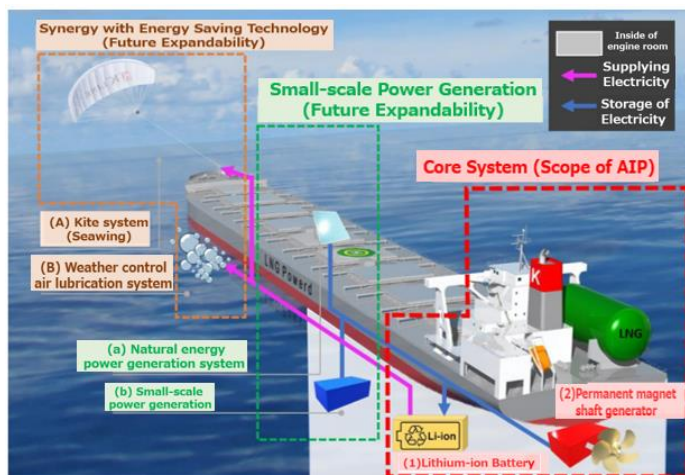 Synergy with Energy Saving Technology
(Future Expandability)
Inside of
engine room
Supplying
Electricity
Storage of
Electricity
Small-scale Power Generation
(Future Expandability)
Core System (Scope of AIP)
(A) Kite system
(Seawing)
(B) Weather control
air lubrication system
LNG Powerd
K
LNG
(a) Natural energy
power generation system
(b) Small-scale
power generation
(2)Permanent magnet
shaft generator
Li-ion
(1)Lithium-ion Battery